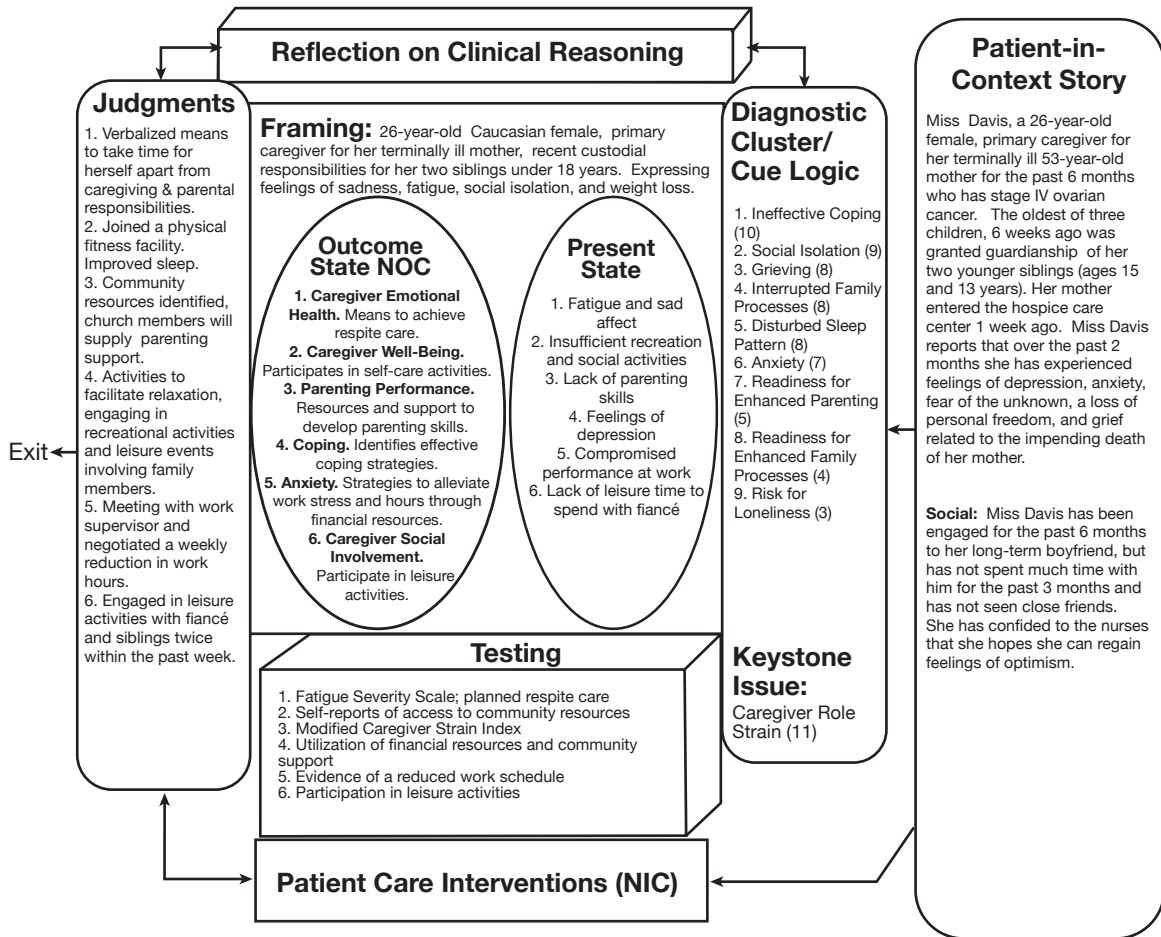 Reflection on Clinical Reasoning
Judgments
1. Verbalized means
to take time for
herself apart from
caregiving & parental
responsibilities.
2. Joined a physical
fitness facility.
Improved sleep.
3. Community
resources identified,
church members will
supply parenting
support.
4. Activities to
facilitate relaxation,
engaging in
recreational activities
and leisure events
involving family
members.
5. Meeting with work
supervisor and
negotiated a weekly
reduction in work
hours.
6. Engaged in leisure
activities with fiancé
and siblings twice
within the past week.
Exit
Framing: 26-year-old Caucasian female, primary
caregiver for her terminally ill mother, recent custodial
responsibilities for her two siblings under 18 years. Expressing
feelings of sadness, fatigue, social isolation, and weight loss.
Outcome
State NOC
1. Caregiver Emotional
Health. Means to achieve
respite care.
2. Caregiver Well-Being.
Participates in self-care activities.
3. Parenting Performance.
Resources and support to
develop parenting skills.
4. Coping. Identifies effective
coping strategies.
5. Anxiety. Strategies to alleviate
work stress and hours through
financial resources.
6. Caregiver Social
Involvement.
Participate in leisure
activities.
Present
State
1. Fatigue and sad
affect
2. Insufficient recreation
and social activities
3. Lack of parenting
skills
4. Feelings of
depression
5. Compromised
performance at work
6. Lack of leisure time to
spend with fiancé
Testing
1. Fatigue Severity Scale; planned respite care
2. Self-reports of access to community resources
3. Modified Caregiver Strain Index
4. Utilization of financial resources and community
support
5. Evidence of a reduced work schedule
6. Participation in leisure activities
Patient Care Interventions (NIC)
Diagnostic
Cluster/
Cue Logic
1. Ineffective Coping
(10)
2. Social Isolation (9)
3. Grieving (8)
4. Interrupted Family
Processes (8)
5. Disturbed Sleep
Pattern (8)
6. Anxiety (7)
7. Readiness for
Enhanced Parenting
(5)
8. Readiness for
Enhanced Family
Processes (4)
9. Risk for
Loneliness (3)
Keystone
Issue:
Caregiver Role
Strain (11)
Patient-in-
Context Story
Miss Davis, a 26-year-old
female, primary caregiver for
her terminally ill 53-year-old
mother for the past 6 months
who has stage IV ovarian
cancer. The oldest of three
children, 6 weeks ago was
granted guardianship of her
two younger siblings (ages 15
and 13 years). Her mother
entered the hospice care
center 1 week ago. Miss Davis
reports that over the past 2
months she has experienced
feelings of depression, anxiety,
fear of the unknown, a loss of
personal freedom, and grief
related to the impending death
of her mother.
Social: Miss Davis has been
engaged for the past 6 months
to her long-term boyfriend, but
has not spent much time with
him for the past 3 months and
has not seen close friends.
She has confided to the nurses
that she hopes she can regain
feelings of optimism.